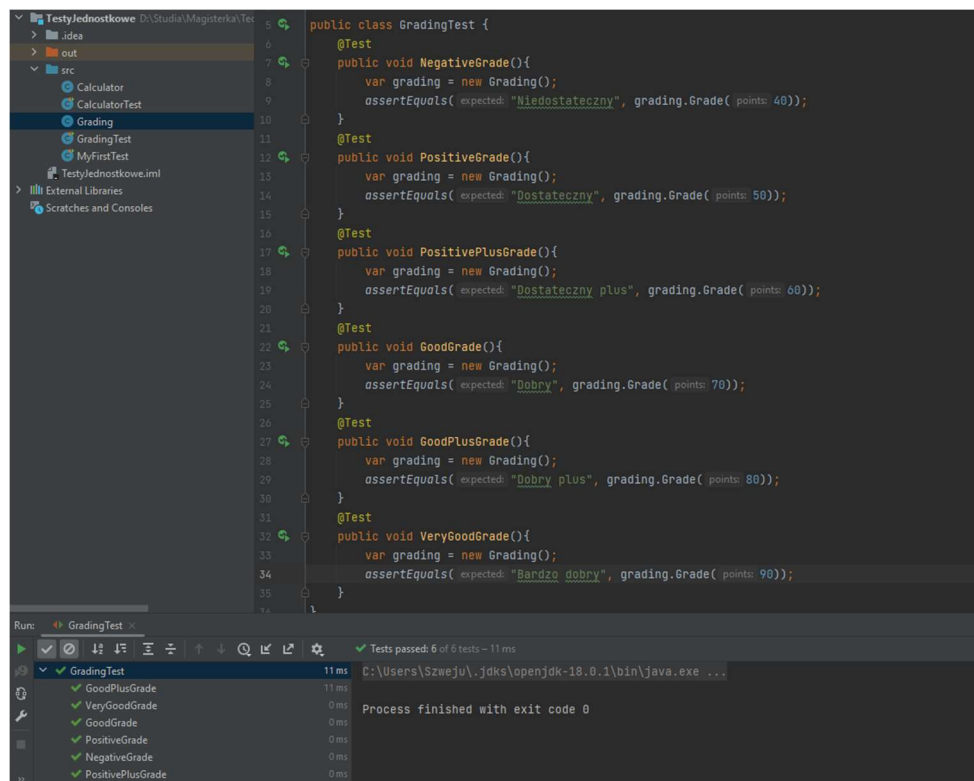 TestyJednostkowe D:\Studia\Magisterka\Tec
.idea
out
src
Calculator
CalculatorTest
Grading
GradingTest
MyFirstTest
TestyJednostkowe.iml
External Libraries
Scratches and Consoles
5 public class GradingTest {
6 @Test
7 public void NegativeGrade(){
8 var grading = new Grading();
9 assertEquals( expected: "Niedostateczny", grading.Grade( points: 40));
10 }
11 @Test
12 public void PositiveGrade(){
13 var grading = new Grading();
14 assertEquals( expected: "Dostateczny", grading.Grade( points: 50));
15 }
16 @Test
17 public void PositivePlusGrade(){
18 var grading = new Grading();
19 assertEquals( expected: "Dostateczny plus", grading.Grade( points: 60));
20 }
21 @Test
22 public void GoodGrade(){
23 var grading = new Grading();
24 assertEquals( expected: "Dobry", grading.Grade( points: 70));
25 }
26 @Test
27 public void GoodPlusGrade(){
28 var grading = new Grading();
29 assertEquals( expected: "Dobry plus", grading.Grade( points: 80));
30 }
31 @Test
32 public void VeryGoodGrade(){
33 var grading = new Grading();
34 assertEquals( expected: "Bardzo dobry", grading.Grade( points: 90));
35 }
36 }
Run: GradingTest
Tests passed: 6 of 6 tests – 11 ms
GradingTest 11 ms
GoodPlusGrade 11 ms
VeryGoodGrade 0 ms
GoodGrade 0 ms
PositiveGrade 0 ms
NegativeGrade 0 ms
PositivePlusGrade 0 ms
C:\Users\Szweju\.jdks\openjdk-18.0.1\bin\java.exe ...
Process finished with exit code 0